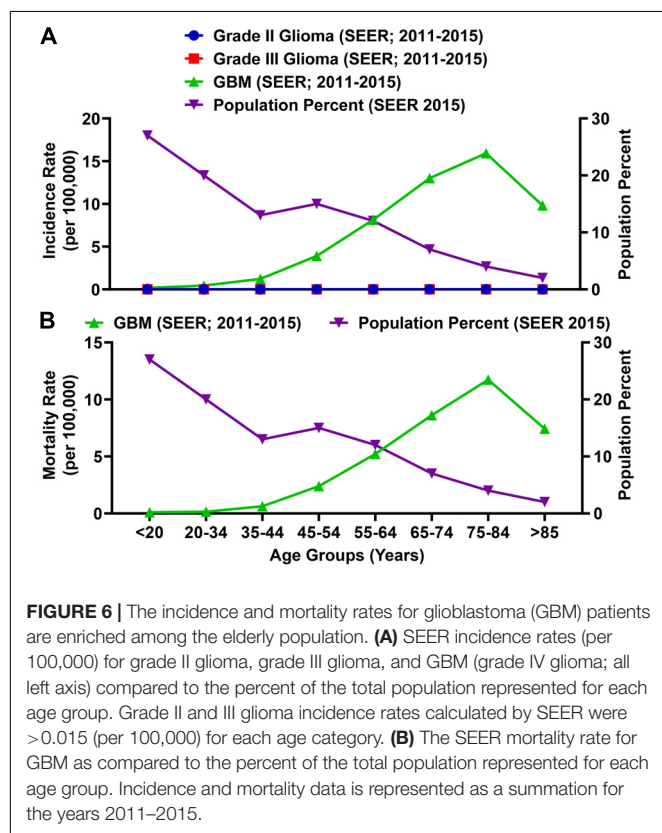 A
Grade II Glioma (SEER; 2011-2015)
Grade III Glioma (SEER; 2011-2015)
GBM (SEER; 2011-2015)
Population Percent (SEER 2015)
Incidence Rate
(per 100,000)
20
15
10
5
0
30
20
10
0
Population Percent
B
GBM (SEER; 2011-2015) Population Percent (SEER 2015)
Mortality Rate
(per 100,000)
15
10
5
0
30
20
10
0
Population Percent
<20 20-34 35-44 45-54 55-64 65-74 75-84 >85
Age Groups (Years)
FIGURE 6 | The incidence and mortality rates for glioblastoma (GBM) patients
are enriched among the elderly population. (A) SEER incidence rates (per
100,000) for grade II glioma, grade III glioma, and GBM (grade IV glioma; all
left axis) compared to the percent of the total population represented for each
age group. Grade II and III glioma incidence rates calculated by SEER were
>0.015 (per 100,000) for each age category. (B) The SEER mortality rate for
GBM as compared to the percent of the total population represented for each
age group. Incidence and mortality data is represented as a summation for
the years 2011–2015.